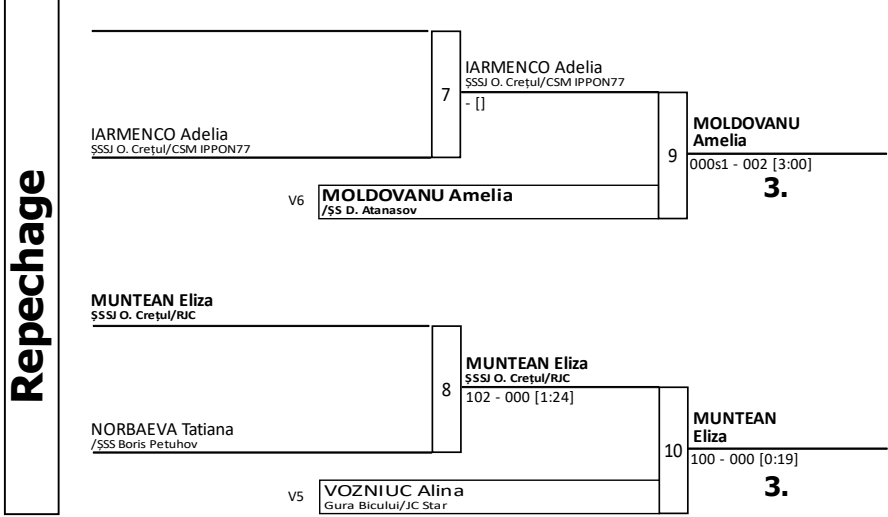 Repechage
IARMENCO Adelia
ŞSSJ O. Creţul/CSM IPPON77
7
- []
IARMENCO Adelia
ŞSSJ O. Creţul/CSM IPPON77
MOLDOVANU
Amelia
9
000s1 - 002 [3:00]
3.
V6
MOLDOVANU Amelia
/ŞS D. Atanasov
MUNTEAN Eliza
ŞSSJ O. Creţul/RJC
MUNTEAN Eliza
ŞSSJ O. Creţul/RJC
8
102 - 000 [1:24]
NORBAEVA Tatiana
/ŞSS Boris Petuhov
MUNTEAN
Eliza
10
100 - 000 [0:19]
3.
V5
VOZNIUC Alina
Gura Bicului/JC Star